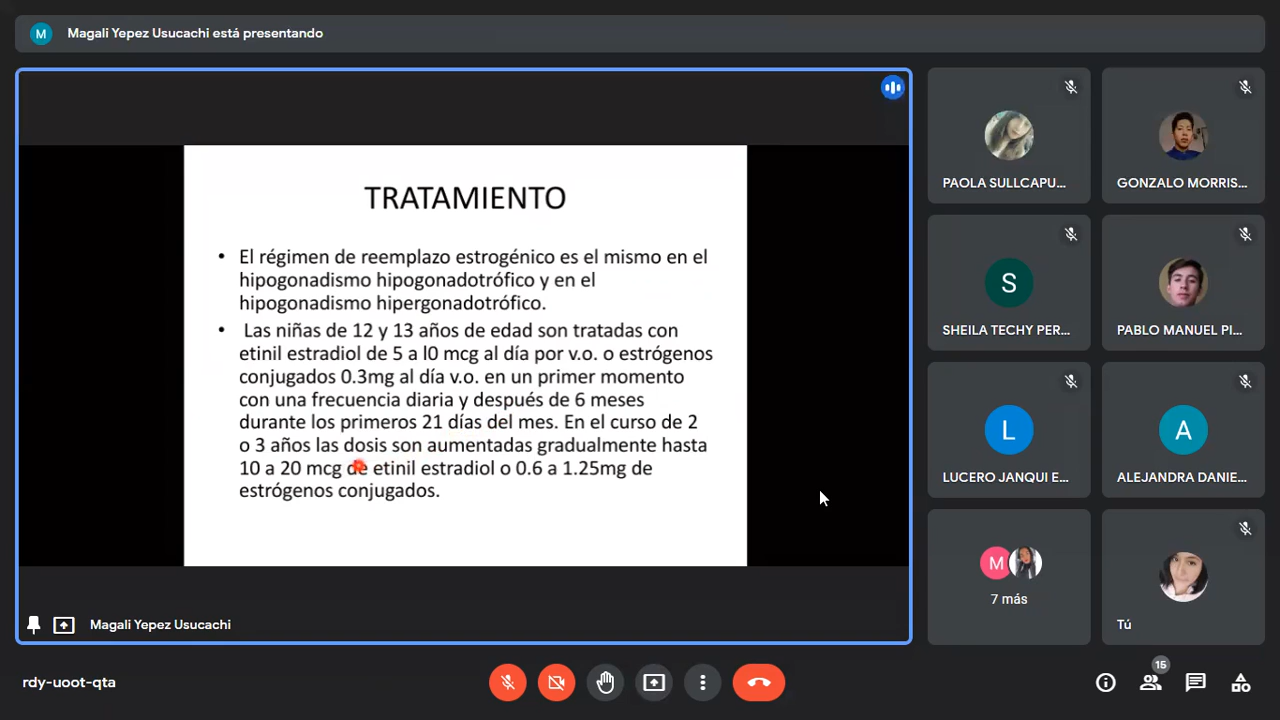 M
Magali Yepez Usucachi está presentando
TRATAMIENTO
• El régimen de reemplazo estrogénico es el mismo en el
hipogonadismo hipogonadotrófico y en el
hipogonadismo hipergonadotrófico.
• Las niñas de 12 y 13 años de edad son tratadas con
etinil estradiol de 5 a l0 mcg al día por v.o. o estrógenos
conjugados 0.3mg al día v.o. en un primer momento
con una frecuencia diaria y después de 6 meses
durante los primeros 21 días del mes. En el curso de 2
o 3 años las dosis son aumentadas gradualmente hasta
10 a 20 mcg de etinil estradiol o 0.6 a 1.25mg de
estrógenos conjugados.
Magali Yepez Usucachi
PAOLA SULLCAPU...
GONZALO MORRIS...
S
SHEILA TECHY PER...
PABLO MANUEL PI...
L
LUCERO JANQUI E...
A
ALEJANDRA DANIE...
M
7 más
Tú
rdy-uoot-qta
15